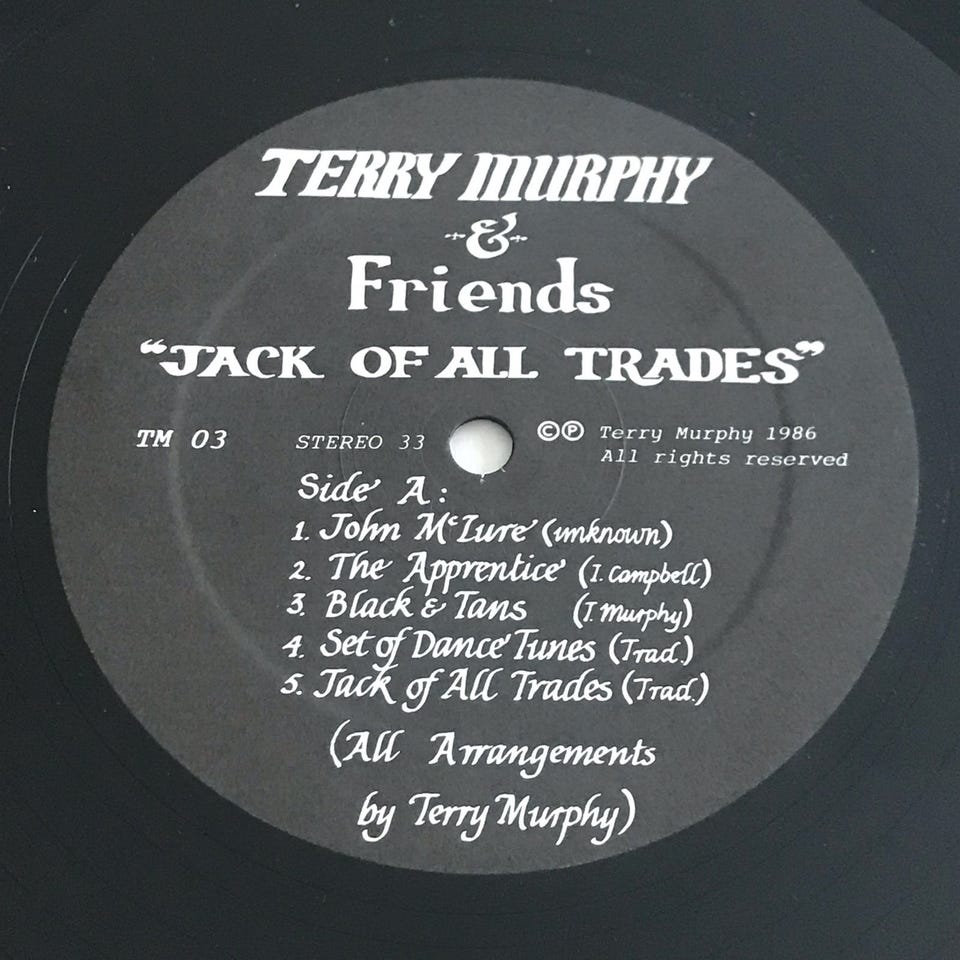 TERRY MURPHY
&
Friends
“JACK OF ALL TRADES”
TM 03 STEREO 33 ©℗ Terry Murphy 1986
All rights reserved
Side A:
1. John McLure (unknown)
2. The Apprentice (I. Campbell)
3. Black & Tans (T. Murphy)
4. Set of Dance Tunes (Trad.)
5. Jack of All Trades (Trad.)
(All Arrangements
by Terry Murphy)